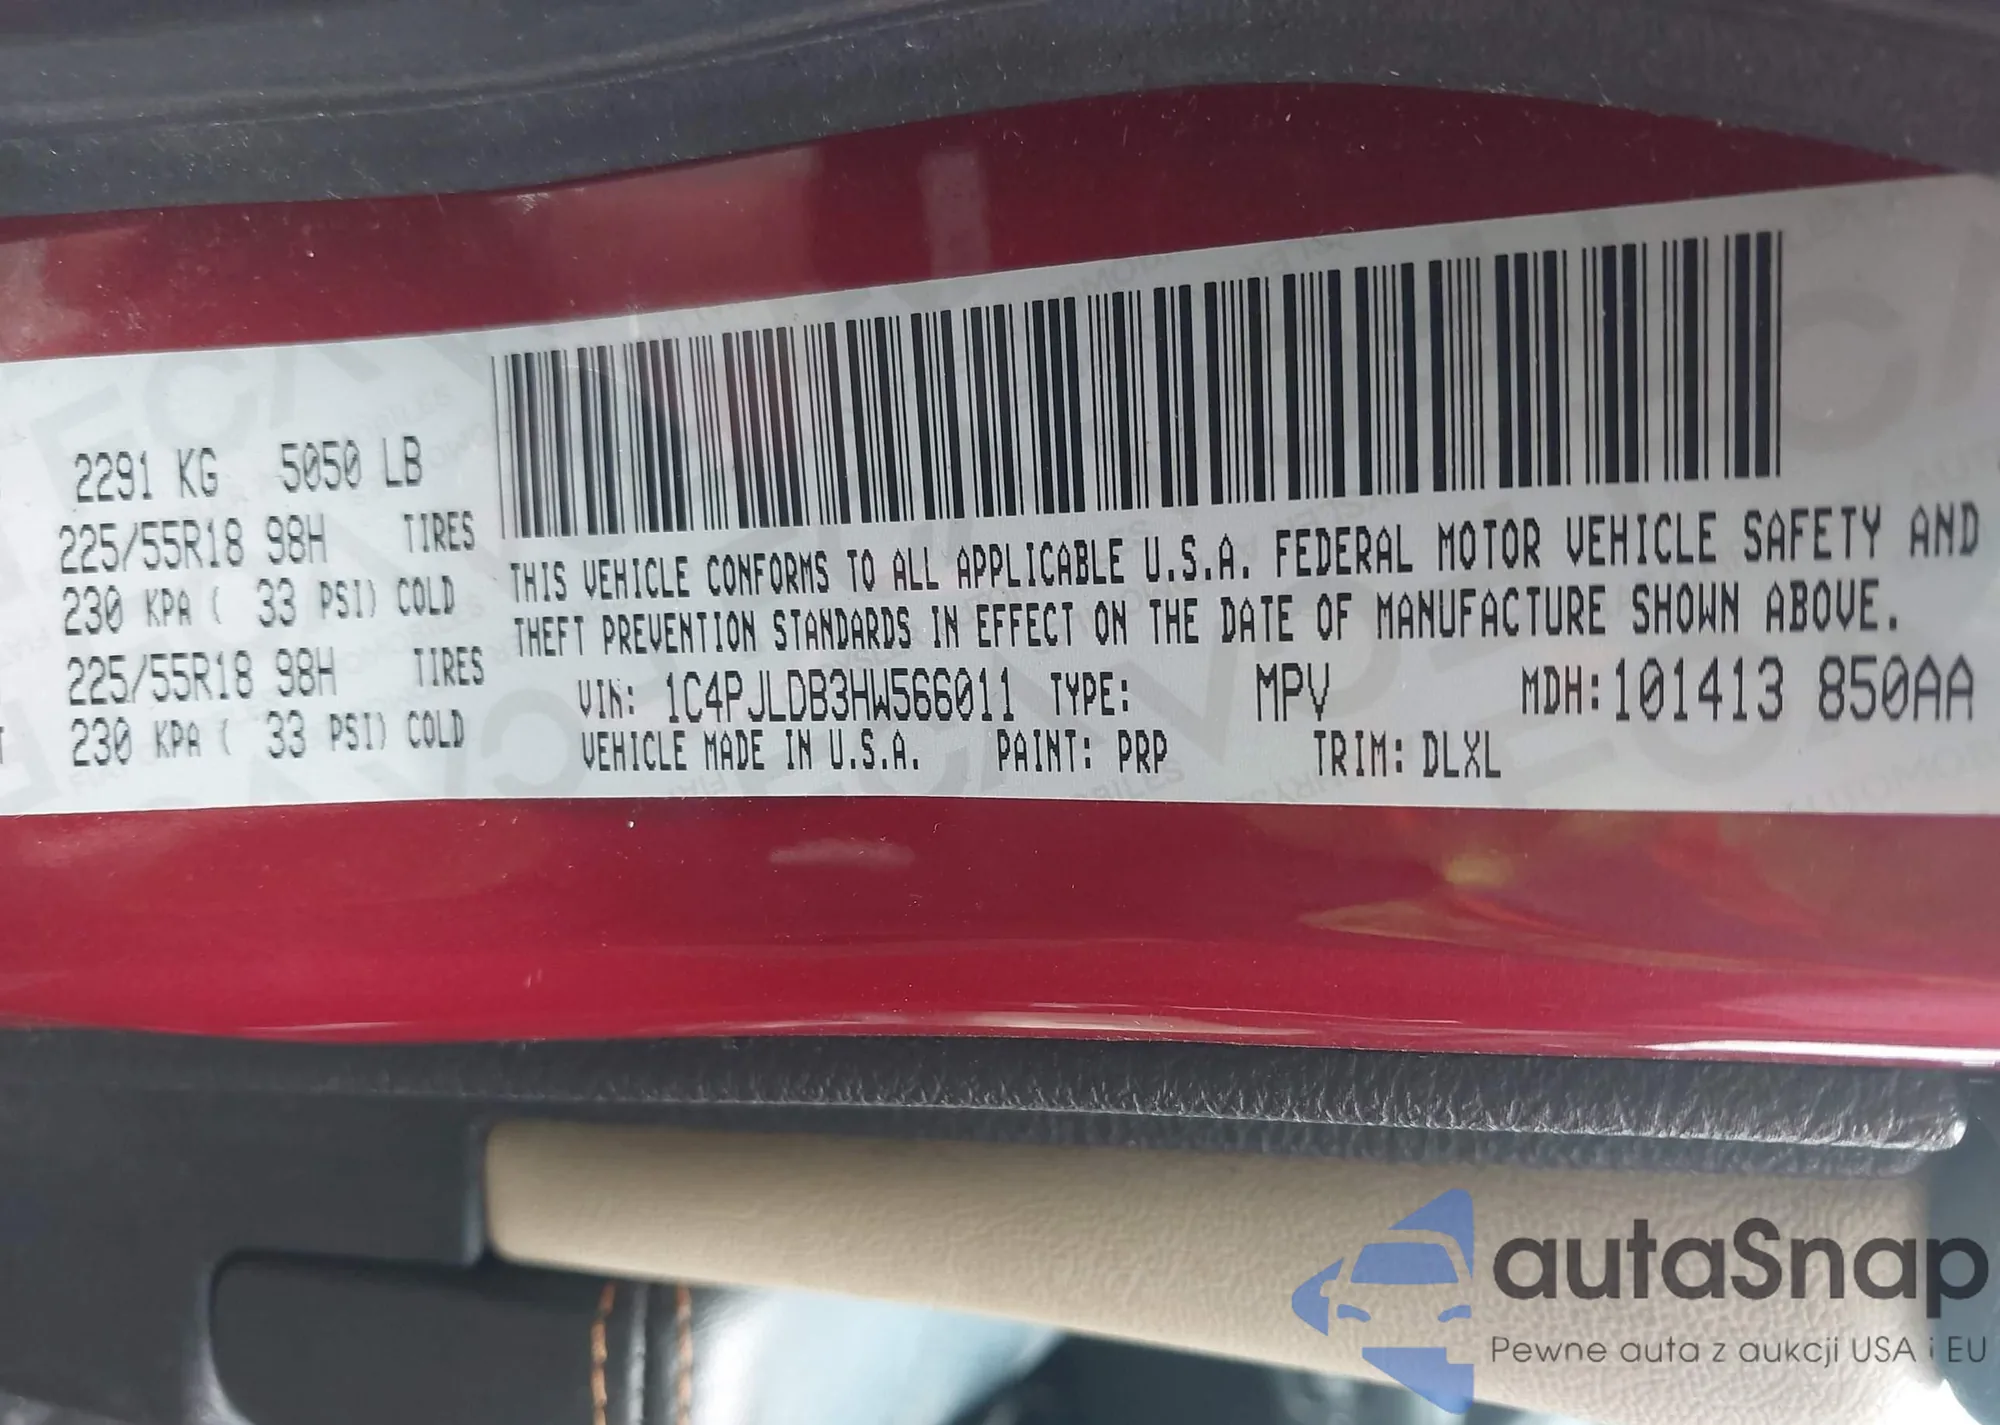 2291 KG 5050 LB
225/55R18 98H TIRES
230 KPA ( 33 PSI) COLD
225/55R18 98H TIRES
230 KPA ( 33 PSI) COLD
THIS VEHICLE CONFORMS TO ALL APPLICABLE U.S.A. FEDERAL MOTOR VEHICLE SAFETY AND
THEFT PREVENTION STANDARDS IN EFFECT ON THE DATE OF MANUFACTURE SHOWN ABOVE.
VIN: 1C4PJLDB3HW566011 TYPE: MPV MDH:101413 850AA
VEHICLE MADE IN U.S.A. PAINT: PRP TRIM: DLXL
autaSnap
Pewne auta z aukcji USA i EU